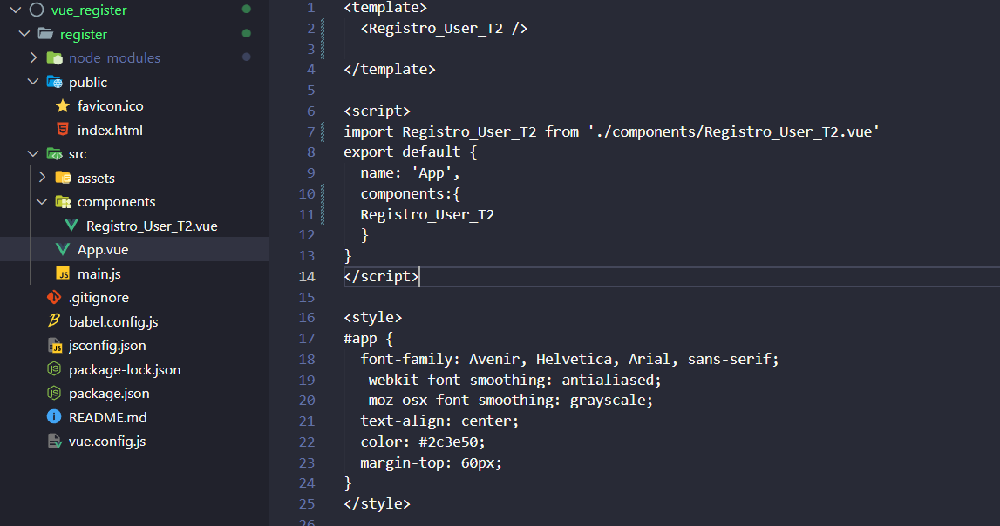 vue_register
register
node_modules
public
favicon.ico
index.html
src
assets
components
Registro_User_T2.vue
App.vue
main.js
.gitignore
babel.config.js
jsconfig.json
package-lock.json
package.json
README.md
vue.config.js
1 <template>
2 <Registro_User_T2 />
3
4 </template>
5
6 <script>
7 import Registro_User_T2 from './components/Registro_User_T2.vue'
8 export default {
9 name: 'App',
10 components:{
11 Registro_User_T2
12 }
13 }
14 </script>
15
16 <style>
17 #app {
18 font-family: Avenir, Helvetica, Arial, sans-serif;
19 -webkit-font-smoothing: antialiased;
20 -moz-osx-font-smoothing: grayscale;
21 text-align: center;
22 color: #2c3e50;
23 margin-top: 60px;
24 }
25 </style>
26